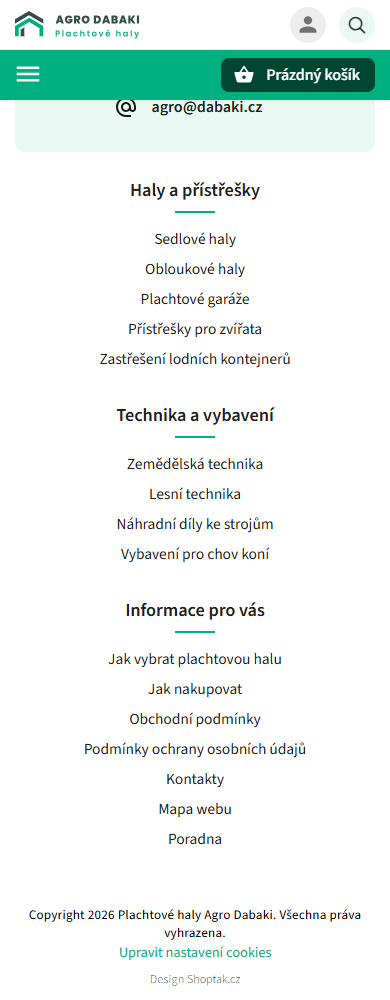 AGRO DABAKI
Plachtové haly
Prázdný košík
agro@dabaki.cz
Haly a přístřešky
Sedlové haly
Obloukové haly
Plachtové garáže
Přístřešky pro zvířata
Zastřešení lodních kontejnerů
Technika a vybavení
Zemědělská technika
Lesní technika
Náhradní díly ke strojům
Vybavení pro chov koní
Informace pro vás
Jak vybrat plachtovou halu
Jak nakupovat
Obchodní podmínky
Podmínky ochrany osobních údajů
Kontakty
Mapa webu
Poradna
Copyright 2026 Plachtové haly Agro Dabaki. Všechna práva
vyhrazena.
Upravit nastavení cookies
Design Shoptak.cz